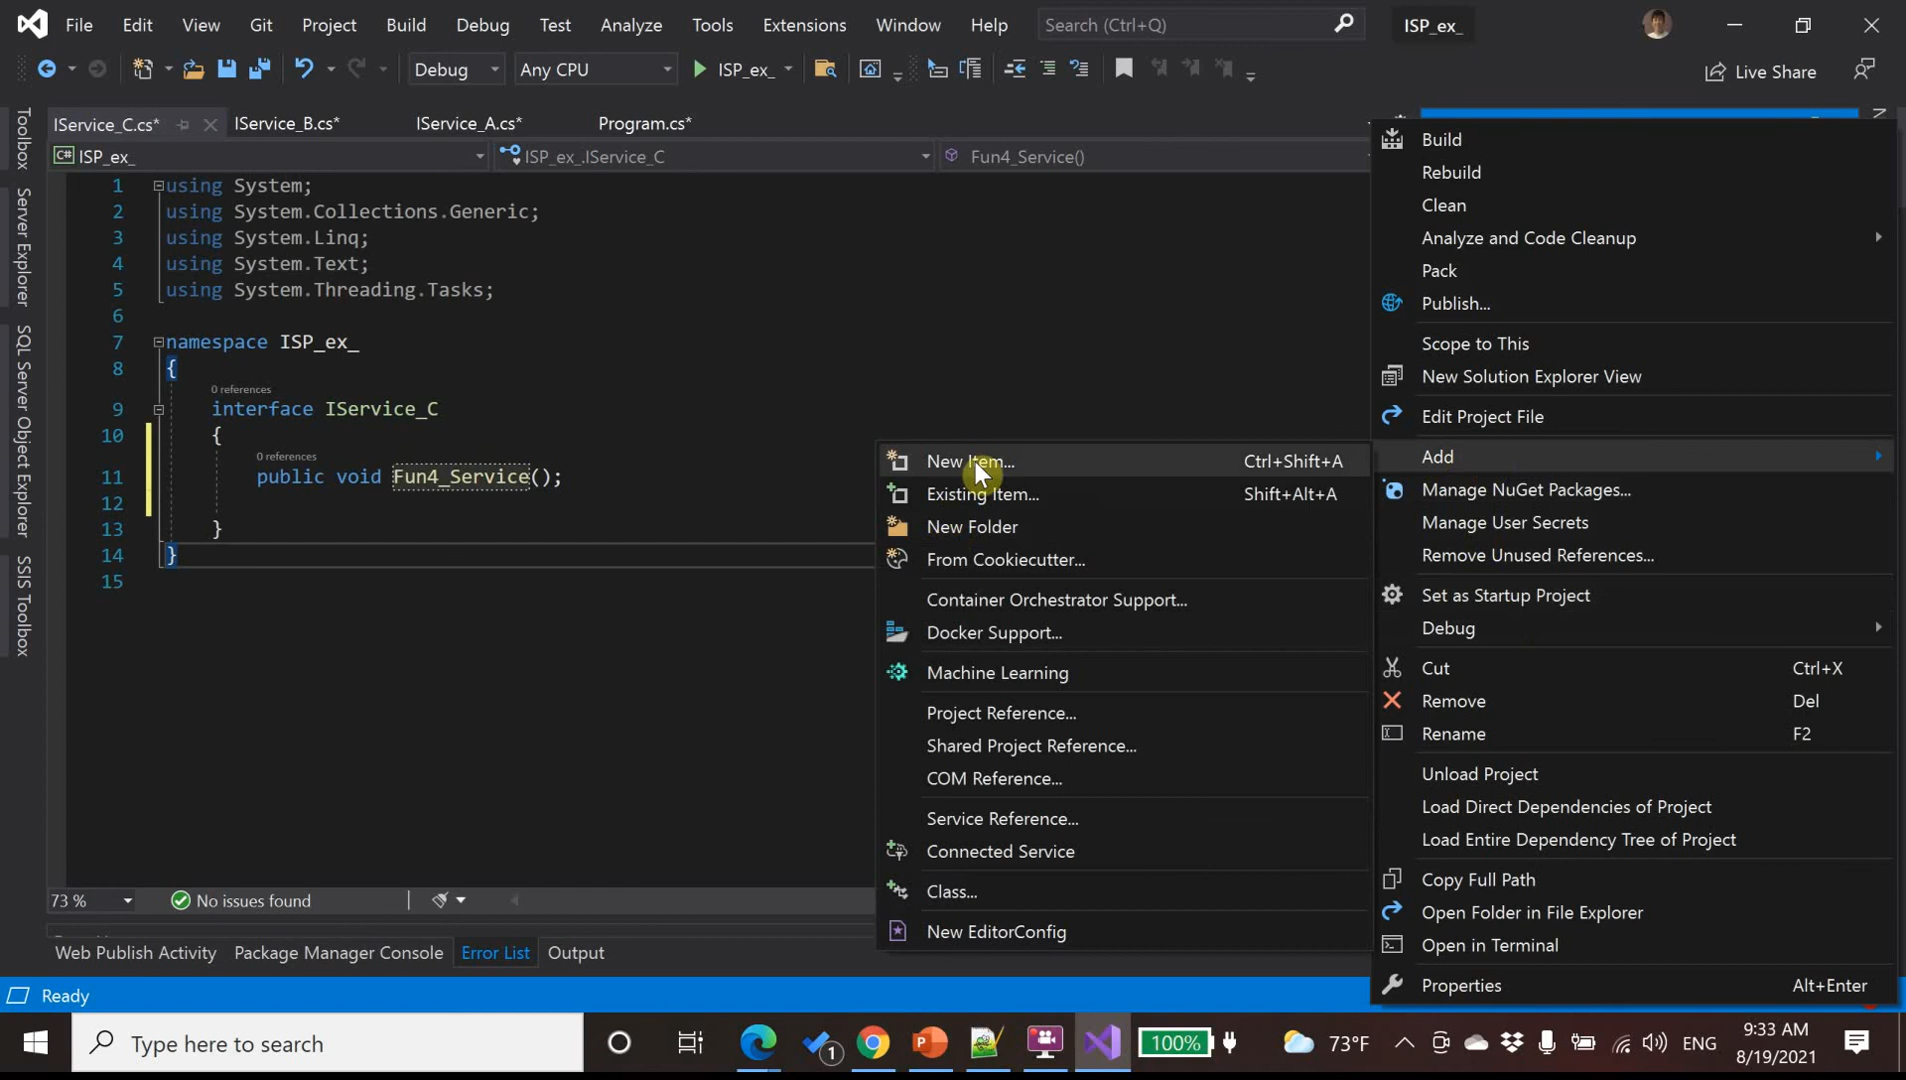 File Edit View Git Project Build Debug Test Tools Analyze Extensions Window Help Search (Ctrl+Q) ISP_ex_
Debug Any CPU ISP_ex_ Live Share
IService_C.cs* IService_B.cs* IService_A.cs* Program.cs*
C# ISP_ex_ ISP_ex_.IService_C Fun4_Service()
Toolbox
Server Explorer
SQL Server Object Explorer
SSIS Toolbox
1 using System;
2 using System.Collections.Generic;
3 using System.Linq;
4 using System.Text;
5 using System.Threading.Tasks;
6
7 namespace ISP_ex_
8 {
0 references
9 interface IService_C
10 {
0 references
11 public void Fun4_Service();
12
13 }
14 }
15
New Item... Ctrl+Shift+A
Existing Item... Shift+Alt+A
New Folder
From Cookiecutter...
Container Orchestrator Support...
Docker Support...
Machine Learning
Project Reference...
Shared Project Reference...
COM Reference...
Service Reference...
Connected Service
Class...
New EditorConfig
Build
Rebuild
Clean
Analyze and Code Cleanup
Pack
Publish...
Scope to This
New Solution Explorer View
Edit Project File
Add
Manage NuGet Packages...
Manage User Secrets
Remove Unused References...
Set as Startup Project
Debug
Cut Ctrl+X
Remove Del
Rename F2
Unload Project
Load Direct Dependencies of Project
Load Entire Dependency Tree of Project
Copy Full Path
Open Folder in File Explorer
Open in Terminal
Properties Alt+Enter
73 % No issues found
Web Publish Activity Package Manager Console Error List Output
Ready
Type here to search 1 100% 73°F ENG 9:33 AM
8/19/2021